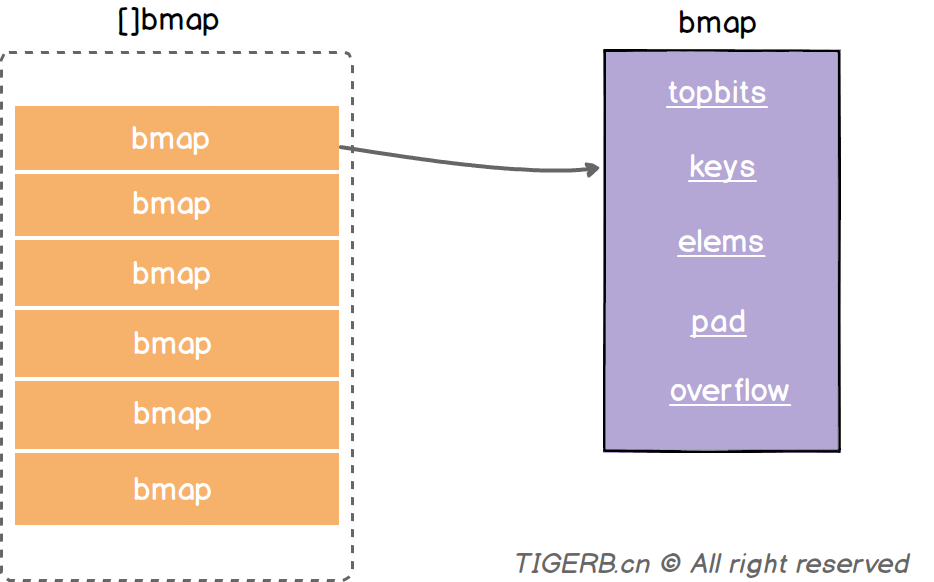 []bmap
bmap
bmap
bmap
bmap
bmap
bmap
bmap
topbits
keys
elems
pad
overflow
TIGERB.cn © All right reserved